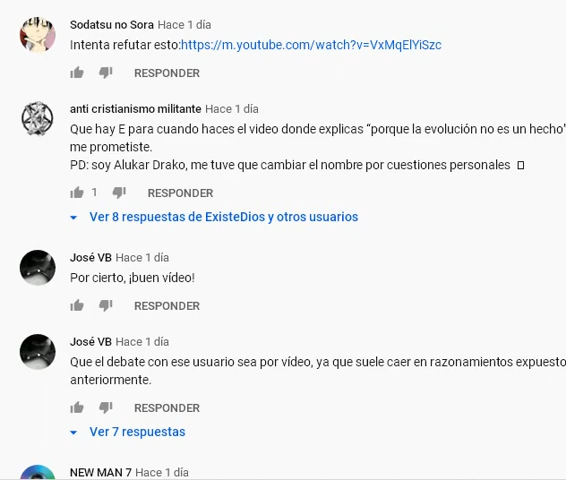 Sodatsu no Sora Hace 1 día
Intenta refutar esto:https://m.youtube.com/watch?v=VxMqElYiSzc
RESPONDER
anti cristianismo militante Hace 1 día
Que hay E para cuando haces el video donde explicas “porque la evolución no es un hecho”
me prometiste.
PD: soy Alukar Drako, me tuve que cambiar el nombre por cuestiones personales
1 RESPONDER
Ver 8 respuestas de ExisteDios y otros usuarios
José VB Hace 1 día
Por cierto, ¡buen vídeo!
RESPONDER
José VB Hace 1 día
Que el debate con ese usuario sea por vídeo, ya que suele caer en razonamientos expuesto
anteriormente.
RESPONDER
Ver 7 respuestas
NEW MAN 7 Hace 1 día